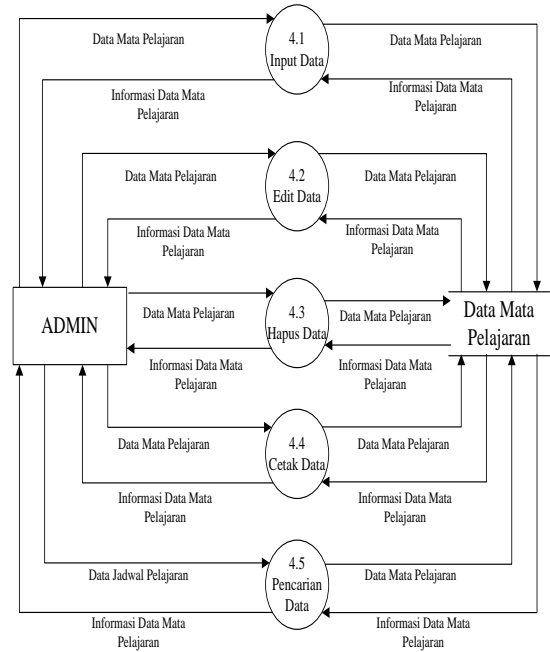 4.1
Input Data
Data Mata Pelajaran
Data Mata Pelajaran
Informasi Data Mata
Pelajaran
Informasi Data Mata
Pelajaran
4.2
Edit Data
Data Mata Pelajaran
Data Mata Pelajaran
Informasi Data Mata
Pelajaran
Informasi Data Mata
Pelajaran
ADMIN
4.3
Hapus Data
Data Mata Pelajaran
Data Mata Pelajaran
Informasi Data Mata
Pelajaran
Informasi Data Mata
Pelajaran
Data Mata
Pelajaran
4.4
Cetak Data
Data Mata Pelajaran
Data Mata Pelajaran
Informasi Data Mata
Pelajaran
Informasi Data Mata
Pelajaran
4.5
Pencarian
Data
Data Jadwal Pelajaran
Data Mata Pelajaran
Informasi Data Mata
Pelajaran
Informasi Data Mata
Pelajaran